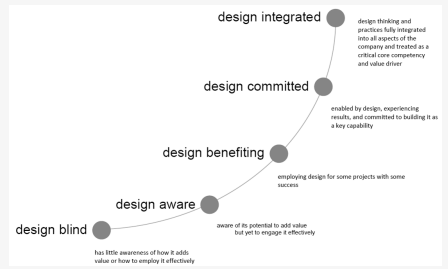 design integrated
design thinking and
practices fully integrated
into all aspects of the
company and treated as a
critical core competency
and value driver
design committed
enabled by design, experiencing
results, and committed to building it as
a key capability
design benefiting
employing design for some projects with
some success
design aware
aware of its potential to add value
but yet to engage it effectively
design blind
has little awareness of how it adds
value or how to employ it effectively